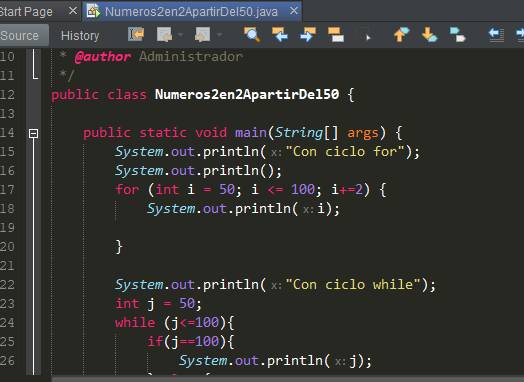 Start Page × Numeros2en2ApartirDel50.java ×
Source History
10 * @author Administrador
11 */
12 public class Numeros2en2ApartirDel50 {
13
14 public static void main(String[] args) {
15 System.out.println( x: "Con ciclo for");
16 System.out.println();
17 for (int i = 50; i <= 100; i+=2) {
18 System.out.println( x: i);
19
20 }
21
22 System.out.println( x: "Con ciclo while");
23 int j = 50;
24 while (j<=100){
25 if(j==100){
26 System.out.println( x: j);